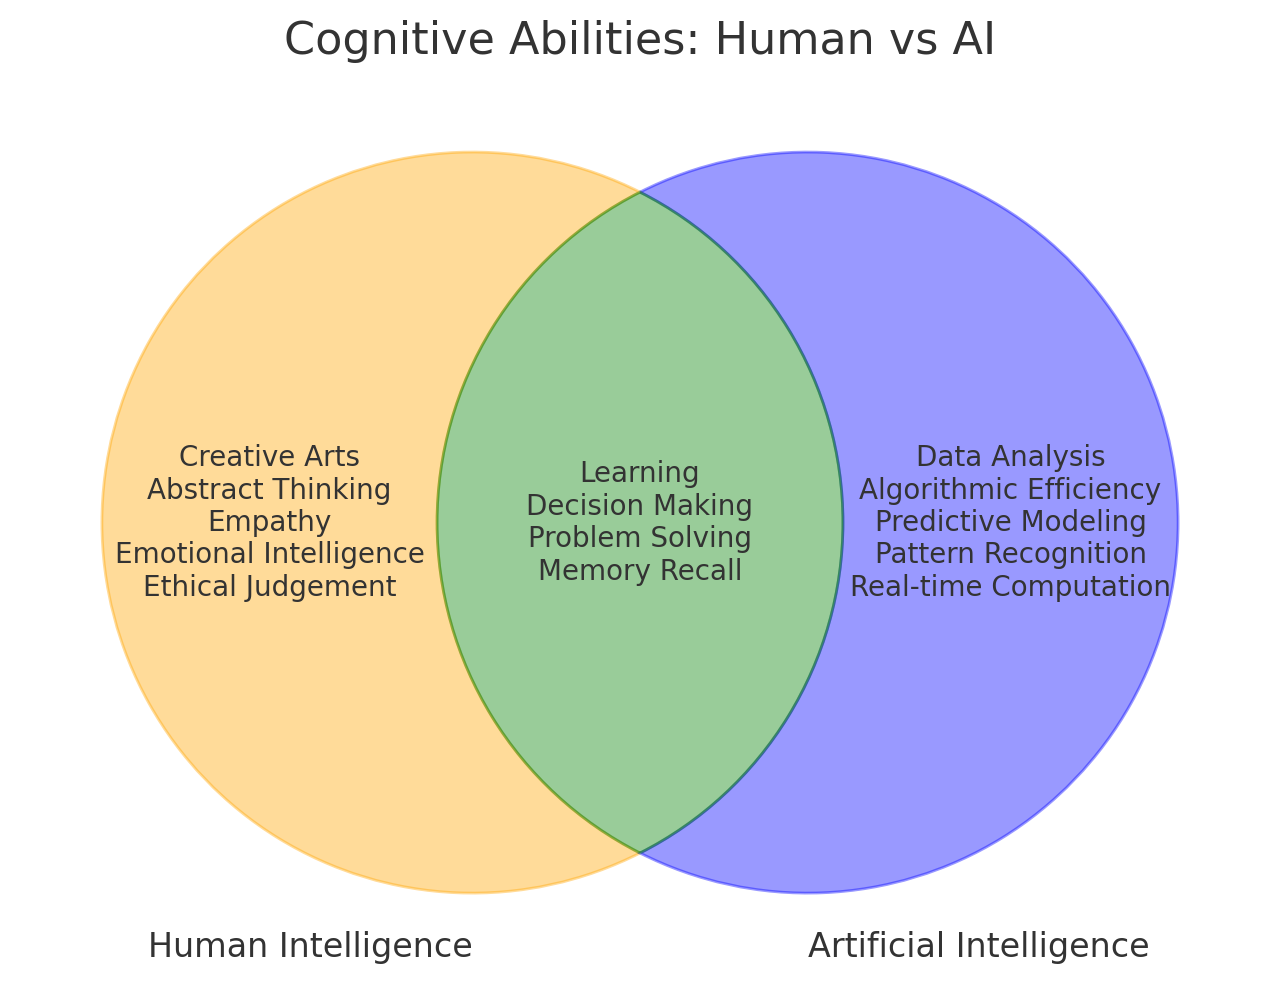 Cognitive Abilities: Human vs AI
Creative Arts
Abstract Thinking
Empathy
Emotional Intelligence
Ethical Judgement
Learning
Decision Making
Problem Solving
Memory Recall
Data Analysis
Algorithmic Efficiency
Predictive Modeling
Pattern Recognition
Real-time Computation
Human Intelligence
Artificial Intelligence